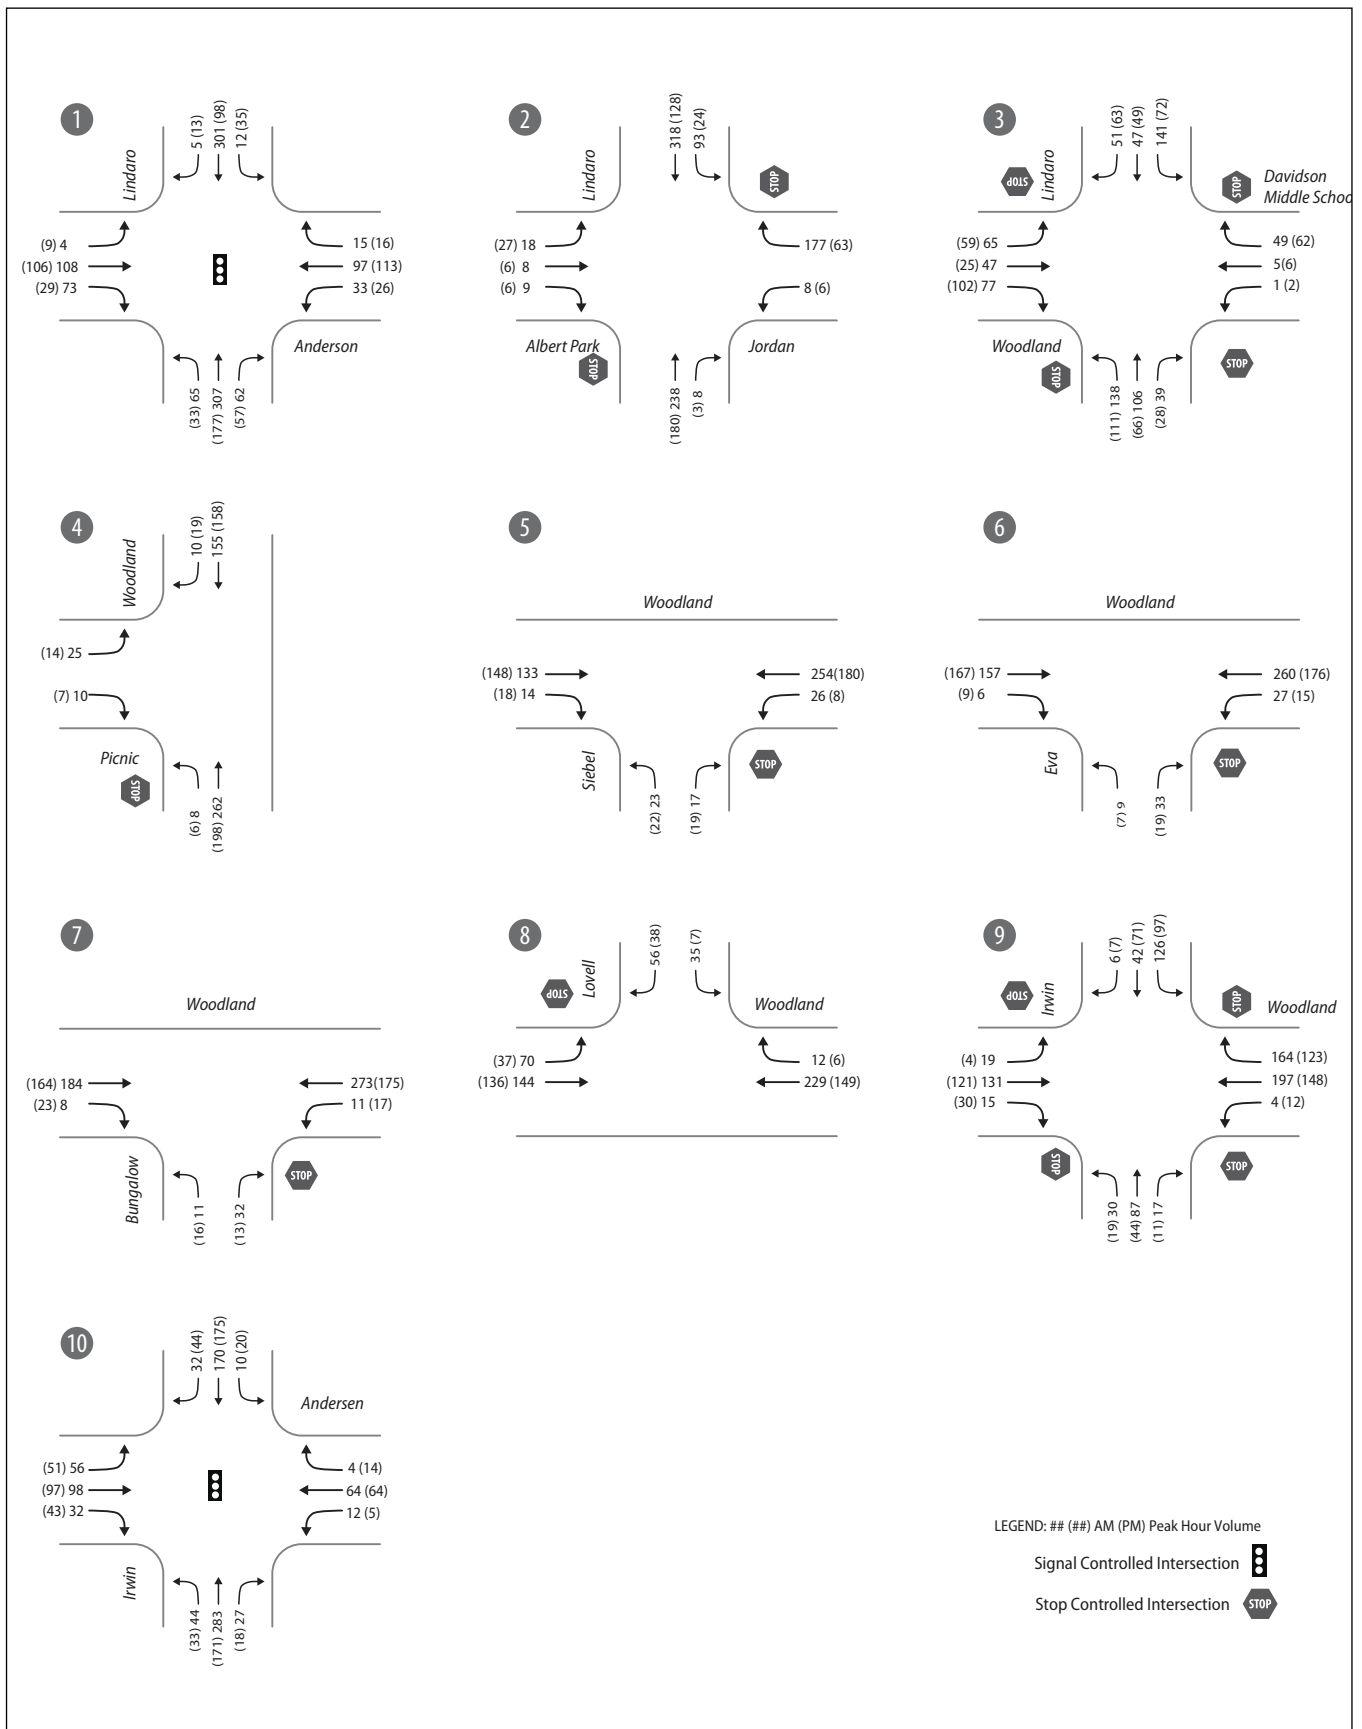 1
Lindaro
5 (13)
301 (98)
12 (35)
(9) 4
(106) 108
(29) 73
15 (16)
97 (113)
33 (26)
Anderson
(33) 65
(177) 307
(57) 62
2
Lindaro
318 (128)
93 (24)
STOP
(27) 18
(6) 8
(6) 9
177 (63)
8 (6)
Albert Park
STOP
Jordan
(180) 238
(3) 8
3
STOP
Lindaro
51 (63)
47 (49)
141 (72)
STOP
Davidson
Middle Schoo
(59) 65
(25) 47
(102) 77
49 (62)
5(6)
1 (2)
Woodland
STOP
STOP
(111) 138
(66) 106
(28) 39
4
Woodland
10 (19)
155 (158)
(14) 25
(7) 10
Picnic
STOP
(6) 8
(198) 262
5
Woodland
(148) 133
(18) 14
254(180)
26 (8)
Siebel
STOP
(22) 23
(19) 17
6
Woodland
(167) 157
(9) 6
260 (176)
27 (15)
Eva
STOP
(7) 9
(19) 33
7
Woodland
(164) 184
(23) 8
273(175)
11 (17)
Bungalow
STOP
(16) 11
(13) 32
8
STOP
Lovell
56 (38)
35 (7)
Woodland
(37) 70
(136) 144
12 (6)
229 (149)
9
STOP
Irwin
6 (7)
42 (71)
126 (97)
STOP
Woodland
(4) 19
(121) 131
(30) 15
164 (123)
197 (148)
4 (12)
STOP
STOP
(19) 30
(44) 87
(11) 17
10
32 (44)
170 (175)
10 (20)
Andersen
(51) 56
(97) 98
(43) 32
4 (14)
64 (64)
12 (5)
Irwin
(33) 44
(171) 283
(18) 27
LEGEND: ## (##) AM (PM) Peak Hour Volume
Signal Controlled Intersection
Stop Controlled Intersection STOP